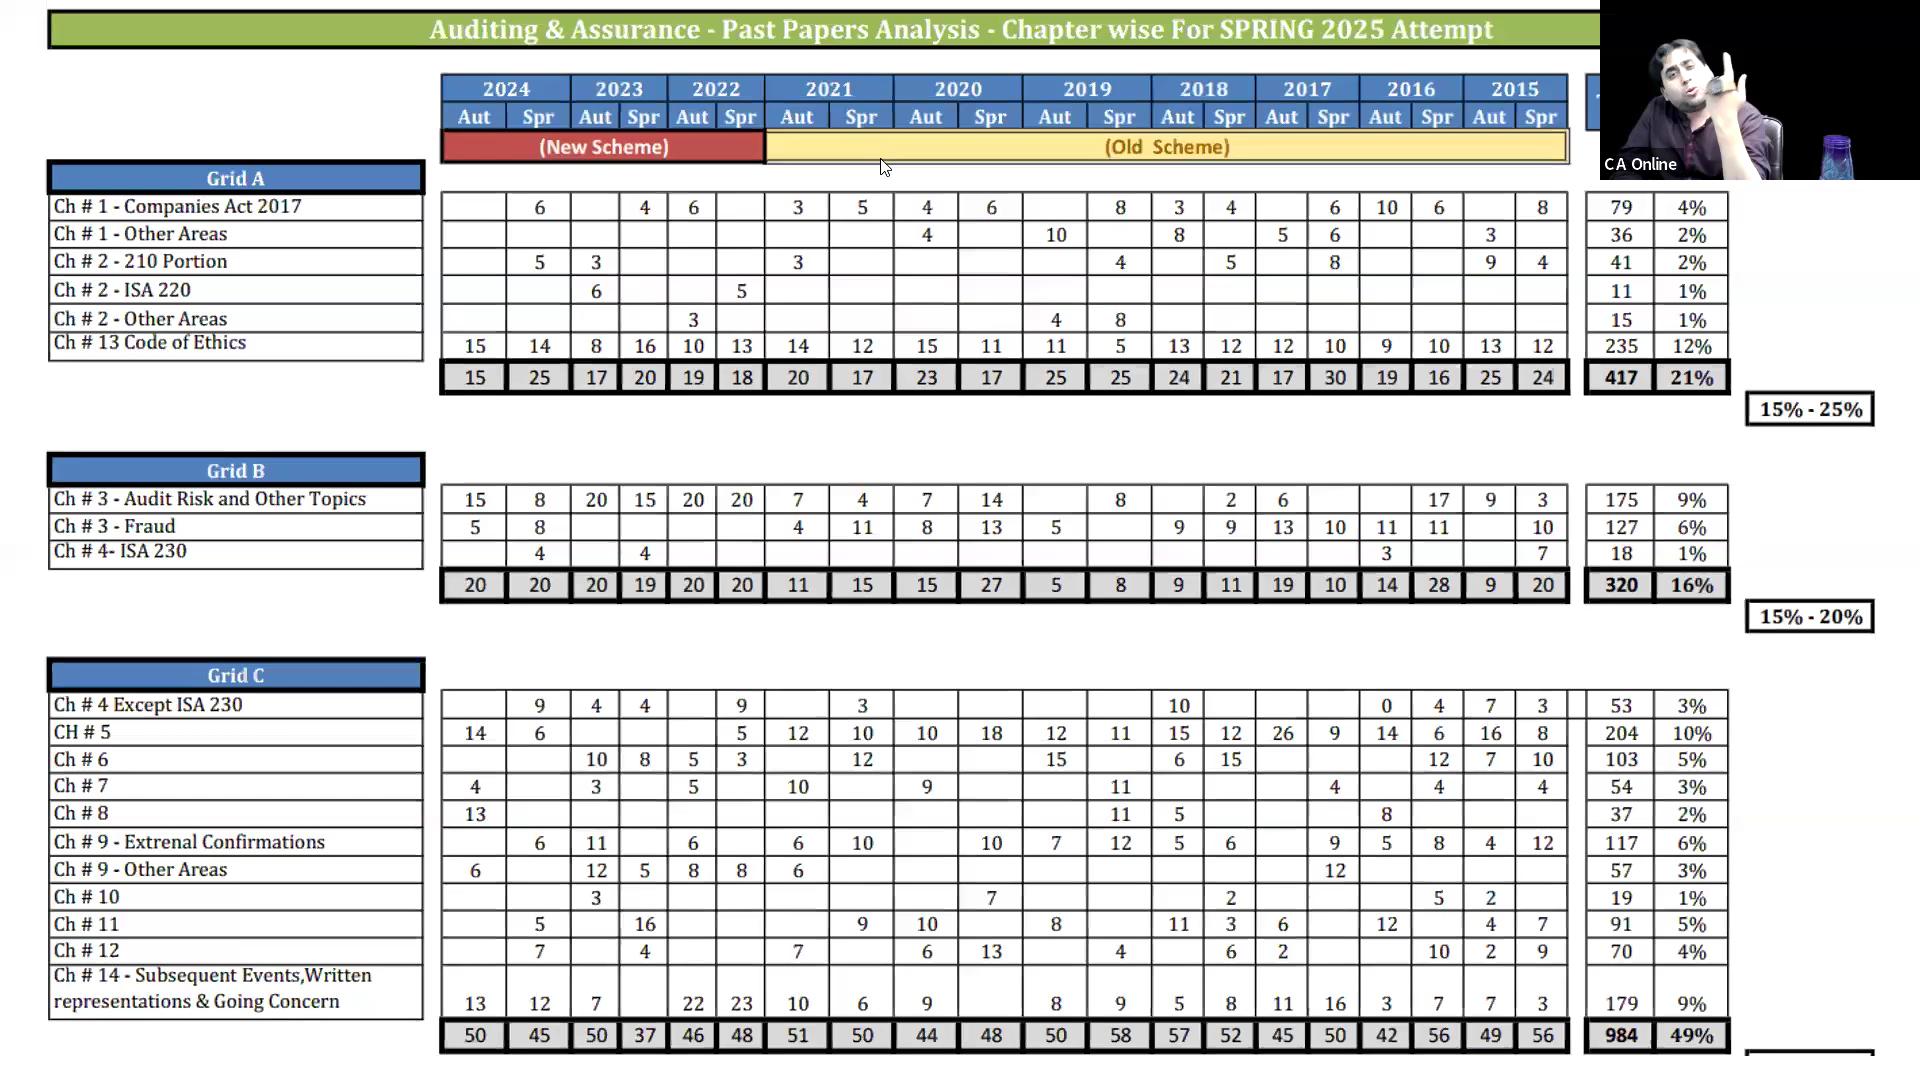 Auditing & Assurance - Past Papers Analysis - Chapter wise For SPRING 2025 Attempt
2024 2023 2022 2021 2020 2019 2018 2017 2016 2015
Aut Spr Aut Spr Aut Spr Aut Spr Aut Spr Aut Spr Aut Spr Aut Spr Aut Spr Aut Spr
(New Scheme) (Old Scheme)
C A Online
Grid A
Ch # 1 - Companies Act 2017 6 4 6 3 5 4 6 8 3 4 6 10 6 8 79 4%
Ch # 1 - Other Areas 4 10 8 5 6 3 36 2%
Ch # 2 - 210 Portion 5 3 3 4 5 8 9 4 41 2%
Ch # 2 - ISA 220 6 5 11 1%
Ch # 2 - Other Areas 3 4 8 15 1%
Ch # 13 Code of Ethics 15 14 8 16 10 13 14 12 15 11 11 5 13 12 12 10 9 10 13 12 235 12%
15 25 17 20 19 18 20 17 23 17 25 25 24 21 17 30 19 16 25 24 417 21%
15% - 25%
Grid B
Ch # 3 - Audit Risk and Other Topics 15 8 20 15 20 20 7 4 7 14 8 2 6 17 9 3 175 9%
Ch # 3 - Fraud 5 8 4 11 8 13 5 9 9 13 10 11 11 10 127 6%
Ch # 4- ISA 230 4 4 3 7 18 1%
20 20 20 19 20 20 11 15 15 27 5 8 9 11 19 10 14 28 9 20 320 16%
15% - 20%
Grid C
Ch # 4 Except ISA 230 9 4 4 9 3 10 0 4 7 3 53 3%
CH # 5 14 6 5 12 10 10 18 12 11 15 12 26 9 14 6 16 8 204 10%
Ch # 6 10 8 5 3 12 15 6 15 12 7 10 103 5%
Ch # 7 4 3 5 10 9 11 4 4 4 54 3%
Ch # 8 13 11 5 8 37 2%
Ch # 9 - Extrenal Confirmations 6 11 6 6 10 10 7 12 5 6 9 5 8 4 12 117 6%
Ch # 9 - Other Areas 6 12 5 8 8 6 12 57 3%
Ch # 10 3 7 2 5 2 19 1%
Ch # 11 5 16 9 10 8 11 3 6 12 4 7 91 5%
Ch # 12 7 4 7 6 13 4 6 2 10 2 9 70 4%
Ch # 14 - Subsequent Events,Written
representations & Going Concern 13 12 7 22 23 10 6 9 8 9 5 8 11 16 3 7 7 3 179 9%
50 45 50 37 46 48 51 50 44 48 50 58 57 52 45 50 42 56 49 56 984 49%